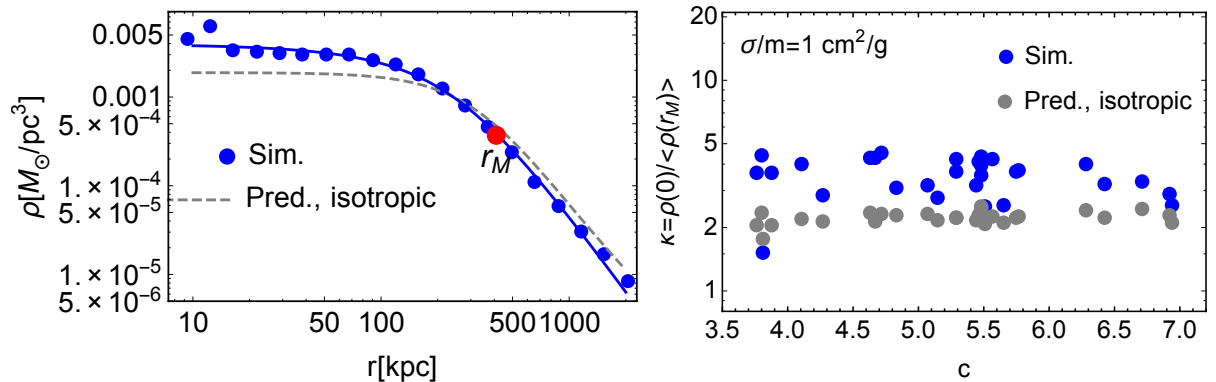 0.005
0.001
5.×10⁻⁴
1.×10⁻⁴
5.×10⁻⁵
1.×10⁻⁵
5.×10⁻⁶
ρ[M⊙/pc³]
Sim.
Pred., isotropic
r_M
10 50 100 500 1000
r[kpc]
20
10
5
2
1
κ=ρ(0)/<ρ(r_M)>
σ/m=1 cm²/g
Sim.
Pred., isotropic
3.5 4.0 4.5 5.0 5.5 6.0 6.5 7.0
c